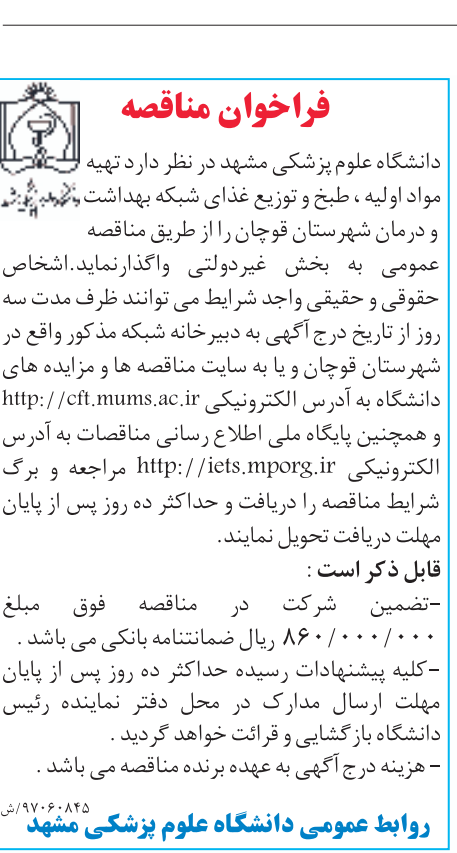 فراخوان مناقصه
دانشگاه علوم پزشکی مشهد در نظر دارد تهیه
مواد اولیه ، طبخ و توزیع غذای شبکه بهداشت
و درمان شهرستان قوچان را از طریق مناقصه
عمومی به بخش غیردولتی واگذارنماید.اشخاص
حقوقی و حقیقی واجد شرایط می توانند ظرف مدت سه
روز از تاریخ درج آگهی به دبیرخانه شبکه مذکور واقع در
شهرستان قوچان و یا به سایت مناقصه ها و مزایده های
دانشگاه به آدرس الکترونیکی http://cft.mums.ac.ir
و همچنین پایگاه ملی اطلاع رسانی مناقصات به آدرس
الکترونیکی http://iets.mporg.ir مراجعه و برگ
شرایط مناقصه را دریافت و حداکثر ده روز پس از پایان
مهلت دریافت تحویل نمایند.
قابل ذکر است :
-تضمین شرکت در مناقصه فوق مبلغ
۸۶۰/۰۰۰/۰۰۰ ریال ضمانتنامه بانکی می باشد .
-کلیه پیشنهادات رسیده حداکثر ده روز پس از پایان
مهلت ارسال مدارک در محل دفتر نماینده رئیس
دانشگاه بازگشایی و قرائت خواهد گردید .
- هزینه درج آگهی به عهده برنده مناقصه می باشد .
۹۷۰۶۰۸۴۵/ش
روابط عمومی دانشگاه علوم پزشکی مشهد